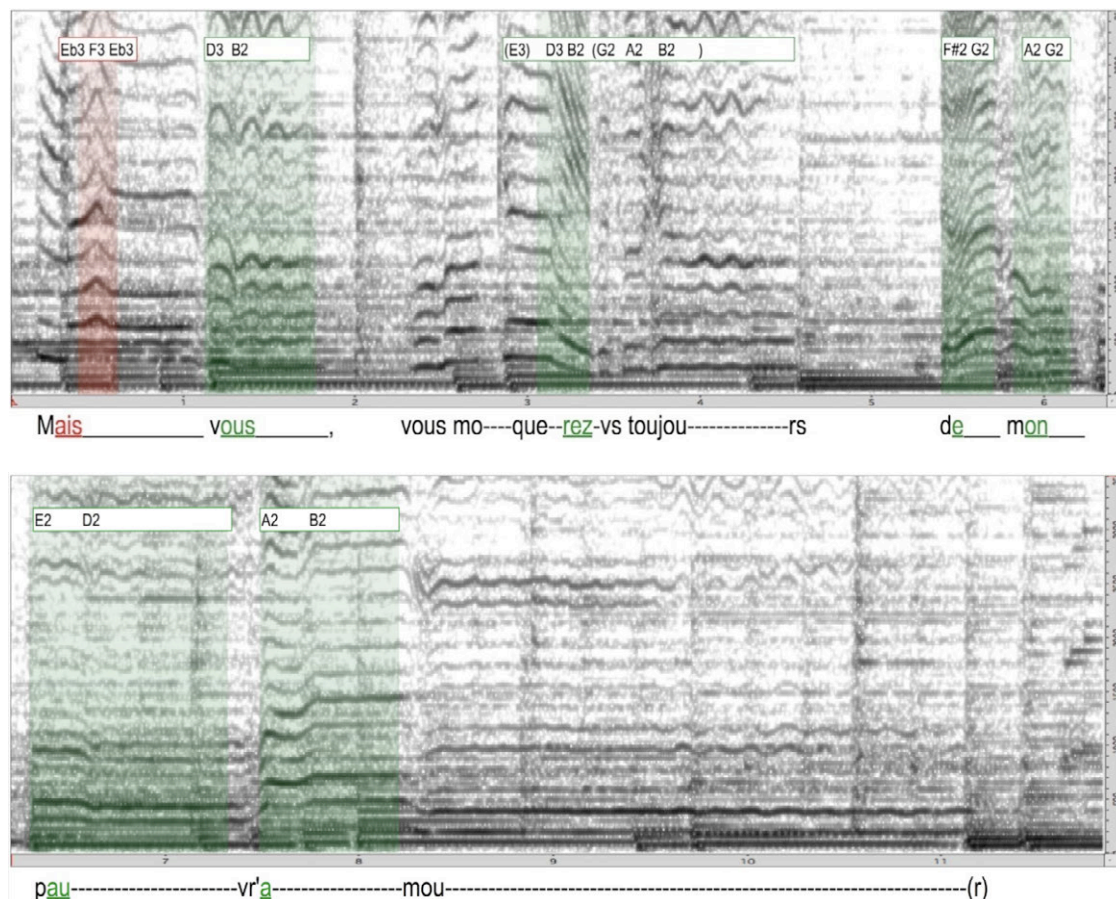 Eb3 F3 Eb3 D3 B2 (E3) D3 B2 (G2 A2 B2 ) F#2 G2 A2 G2
1 2 3 4 5 6
Mais____________ vous______, vous mo----que--rez-vs toujou--------------rs de___ mon___
E2 D2 A2 B2
7 8 9 10 11
pau-----------------------vr'a-------------------mou------------------------------------------------------------------------(r)